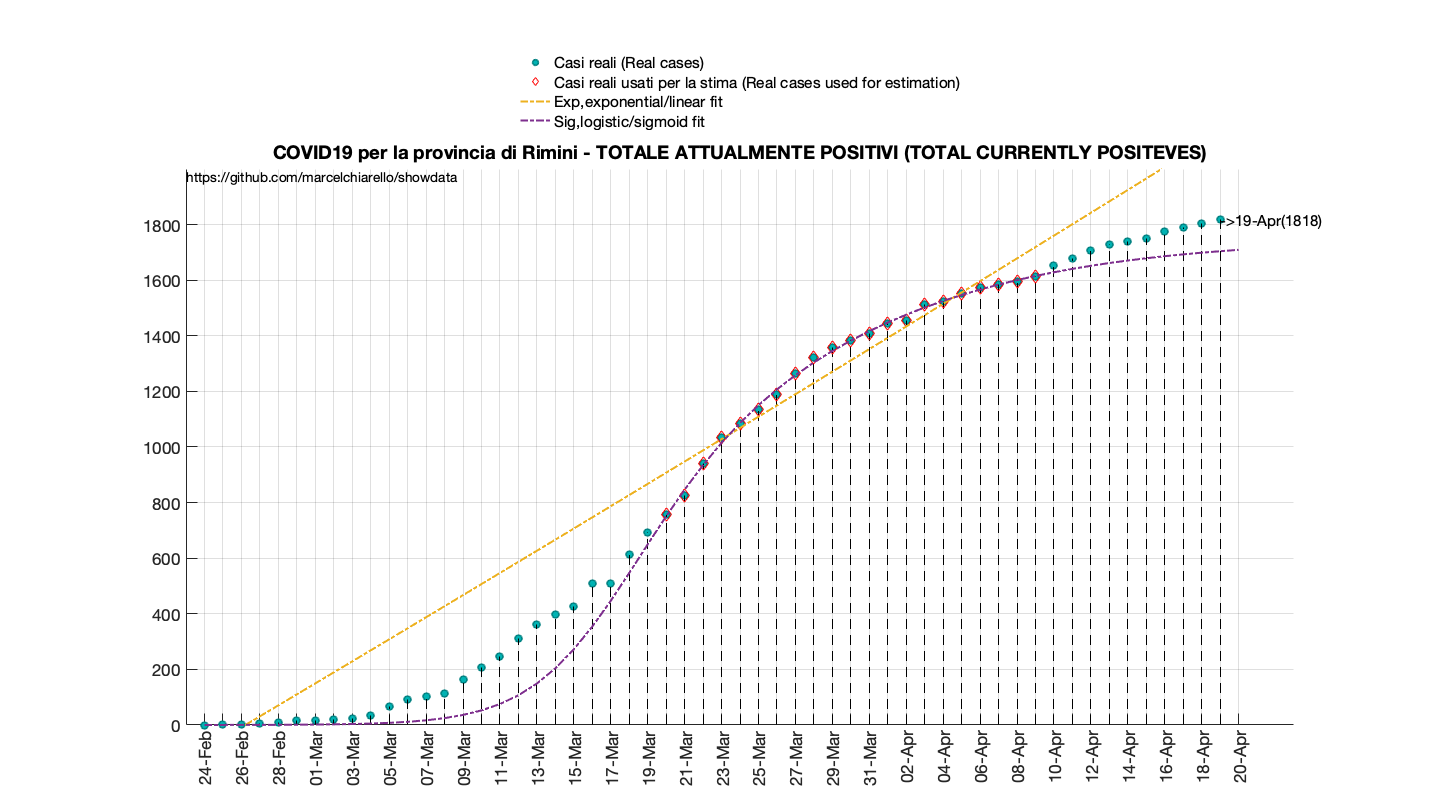 Casi reali (Real cases)
Casi reali usati per la stima (Real cases used for estimation)
Exp,exponential/linear fit
Sig,logistic/sigmoid fit
COVID19 per la provincia di Rimini - TOTALE ATTUALMENTE POSITIVI (TOTAL CURRENTLY POSITEVES)
https://github.com/marcelchiarello/showdata
1800
->19-Apr(1818)
1600
1400
1200
1000
800
600
400
200
0
24-Feb
26-Feb
28-Feb
01-Mar
03-Mar
05-Mar
07-Mar
09-Mar
11-Mar
13-Mar
15-Mar
17-Mar
19-Mar
21-Mar
23-Mar
25-Mar
27-Mar
29-Mar
31-Mar
02-Apr
04-Apr
06-Apr
08-Apr
10-Apr
12-Apr
14-Apr
16-Apr
18-Apr
20-Apr